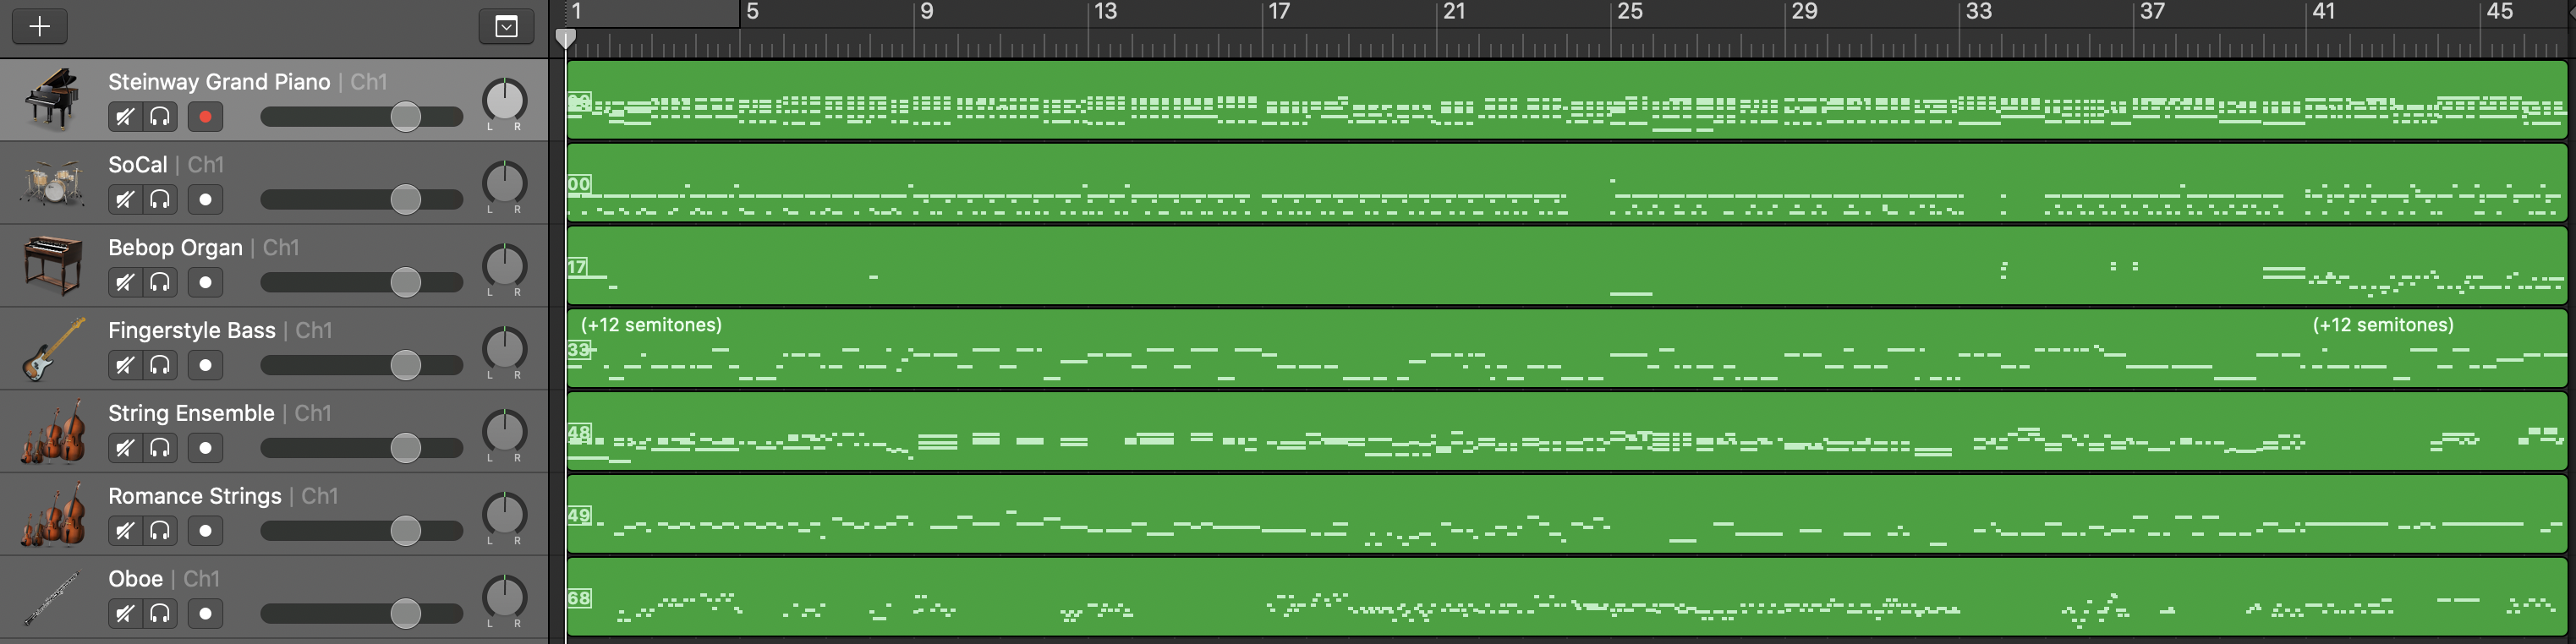 1 5 9 13 17 21 25 29 33 37 41 45
Steinway Grand Piano | Ch1
L R
SoCal | Ch1
00
L R
Bebop Organ | Ch1
17
L R
Fingerstyle Bass | Ch1
(+12 semitones) (+12 semitones)
33
L R
String Ensemble | Ch1
48
L R
Romance Strings | Ch1
49
L R
Oboe | Ch1
68
L R